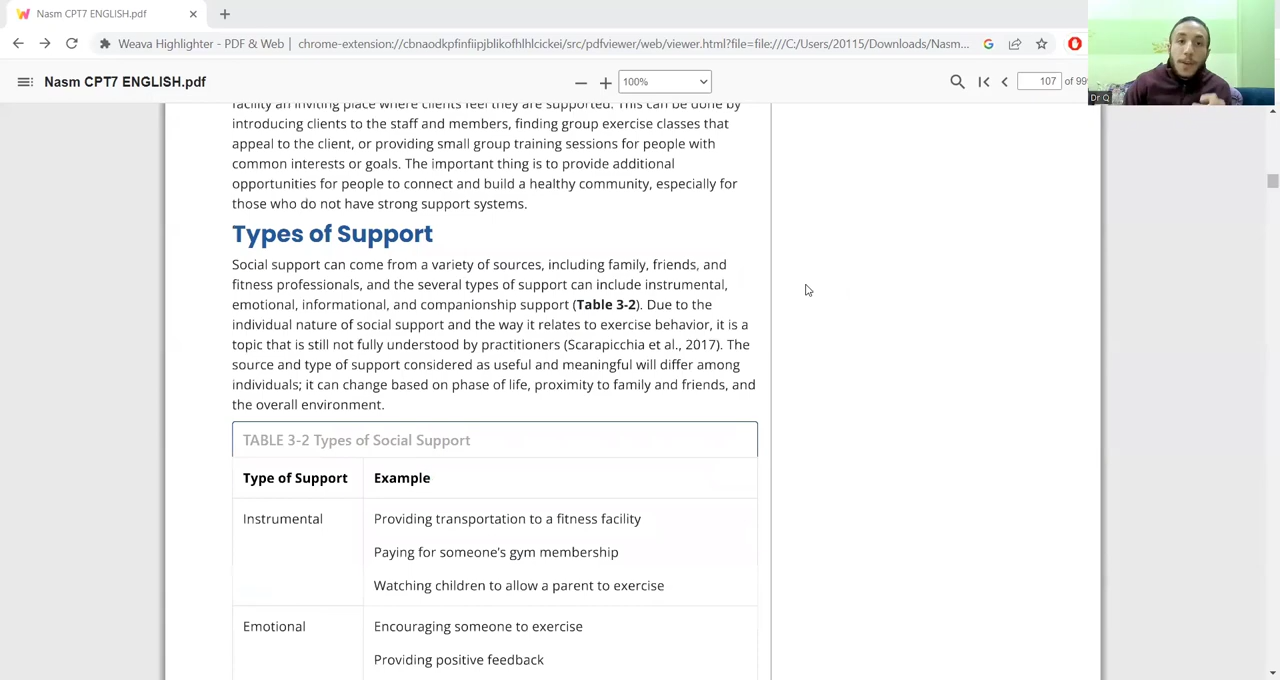 Nasm CPT7 ENGLISH.pdf
Weava Highlighter - PDF & Web | chrome-extension://cbnaodkpfinfiipjblikofhlhlcickei/src/pdfviewer/web/viewer.html?file=file:///C:/Users/20115/Downloads/Nasm...
Nasm CPT7 ENGLISH.pdf
100%
107 of 99
Dr Q
facility an inviting place where clients feel they are supported. This can be done by
introducing clients to the staff and members, finding group exercise classes that
appeal to the client, or providing small group training sessions for people with
common interests or goals. The important thing is to provide additional
opportunities for people to connect and build a healthy community, especially for
those who do not have strong support systems.
Types of Support
Social support can come from a variety of sources, including family, friends, and
fitness professionals, and the several types of support can include instrumental,
emotional, informational, and companionship support (Table 3-2). Due to the
individual nature of social support and the way it relates to exercise behavior, it is a
topic that is still not fully understood by practitioners (Scarapicchia et al., 2017). The
source and type of support considered as useful and meaningful will differ among
individuals; it can change based on phase of life, proximity to family and friends, and
the overall environment.
TABLE 3-2 Types of Social Support
Type of Support Example
Instrumental Providing transportation to a fitness facility
Paying for someone's gym membership
Watching children to allow a parent to exercise
Emotional Encouraging someone to exercise
Providing positive feedback